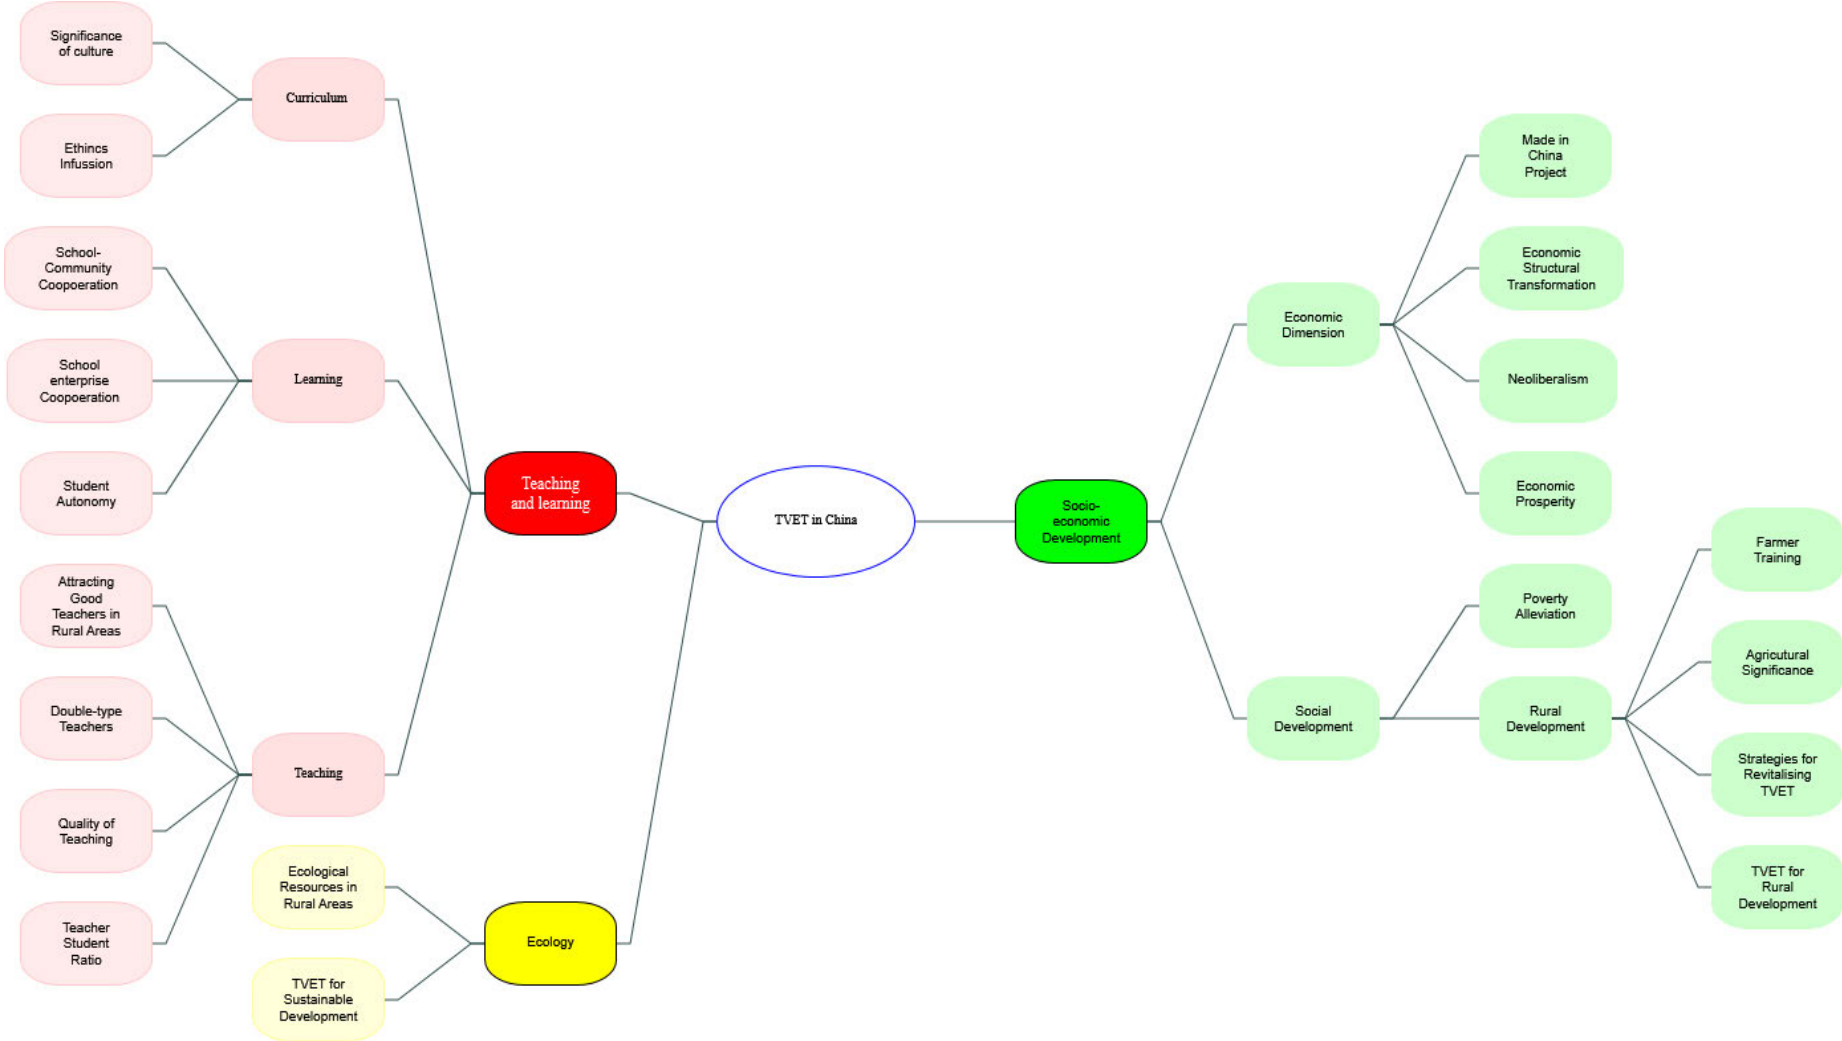 Significance
of culture
Ethincs
Infussion
Curriculum
School-
Community
Coopoeration
School
enterprise
Coopoeration
Student
Autonomy
Learning
Attracting
Good
Teachers in
Rural Areas
Double-type
Teachers
Quality of
Teaching
Teacher
Student
Ratio
Teaching
Teaching
and learning
Ecological
Resources in
Rural Areas
TVET for
Sustainable
Development
Ecology
TVET in China
Socio-
economic
Development
Economic
Dimension
Made in
China
Project
Economic
Structural
Transformation
Neoliberalism
Economic
Prosperity
Social
Development
Poverty
Alleviation
Rural
Development
Farmer
Training
Agricutural
Significance
Strategies for
Revitalising
TVET
TVET for
Rural
Development